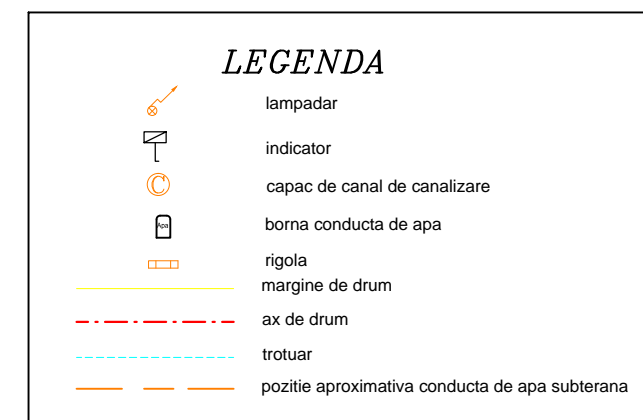 LEGENDA
lampadar
indicator
C capac de canal de canalizare
Apa borna conducta de apa
rigola
margine de drum
ax de drum
trotuar
pozitie aproximativa conducta de apa subterana